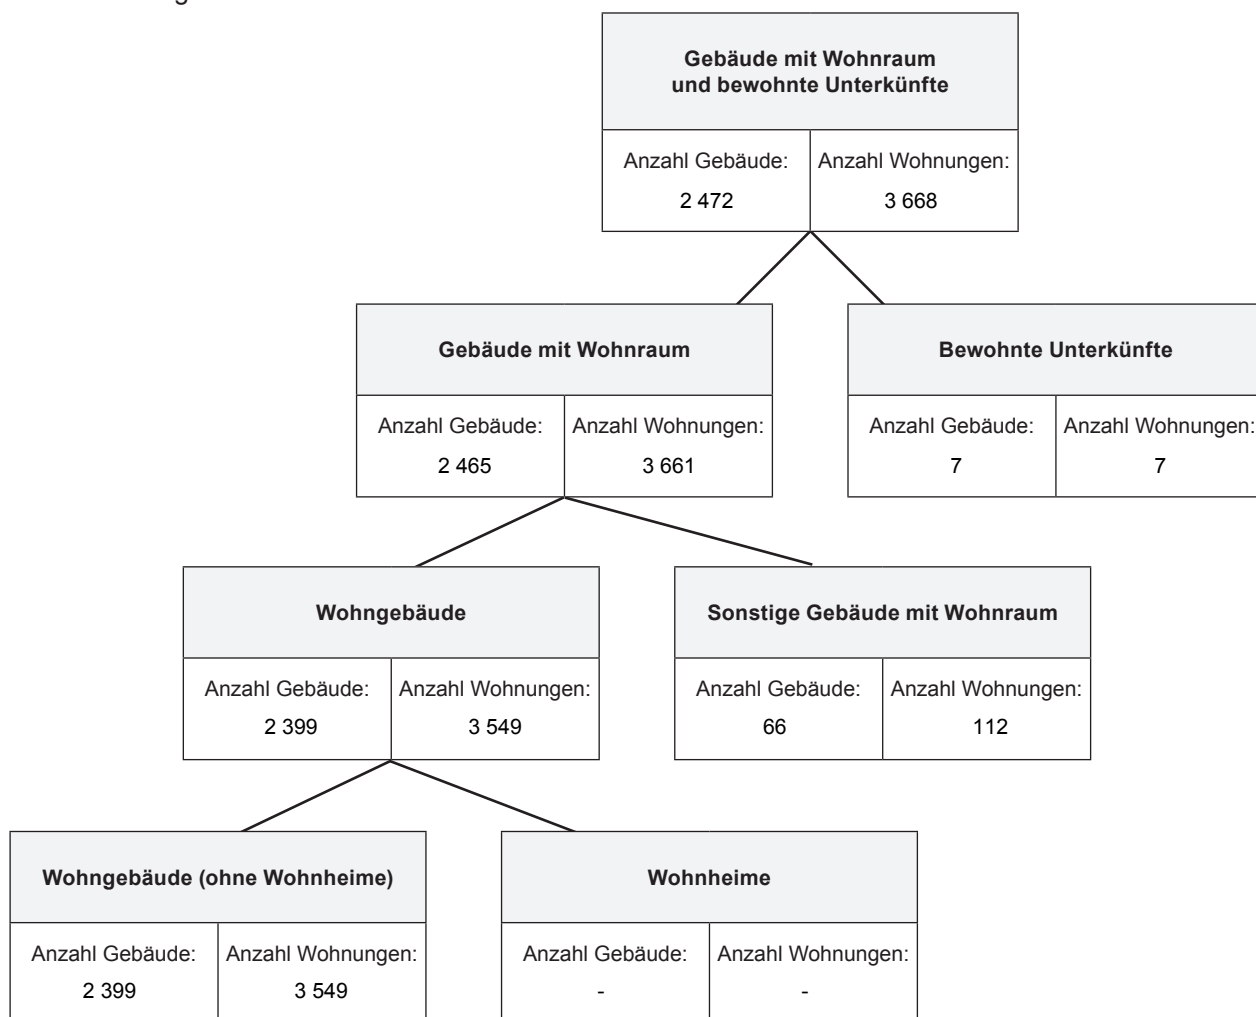 Gebäude mit Wohnraum
und bewohnte Unterkünfte
Anzahl Gebäude: Anzahl Wohnungen:
2 472 3 668
Gebäude mit Wohnraum
Anzahl Gebäude: Anzahl Wohnungen:
2 465 3 661
Bewohnte Unterkünfte
Anzahl Gebäude: Anzahl Wohnungen:
7 7
Wohngebäude
Anzahl Gebäude: Anzahl Wohnungen:
2 399 3 549
Sonstige Gebäude mit Wohnraum
Anzahl Gebäude: Anzahl Wohnungen:
66 112
Wohngebäude (ohne Wohnheime)
Anzahl Gebäude: Anzahl Wohnungen:
2 399 3 549
Wohnheime
Anzahl Gebäude: Anzahl Wohnungen:
- -